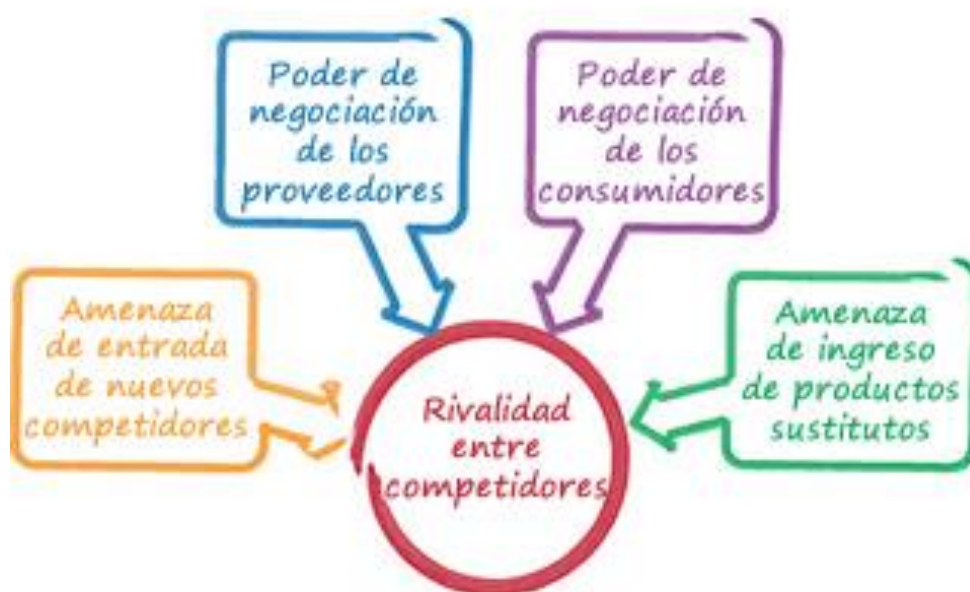 Poder de
negociación
de los
proveedores
Poder de
negociación
de los
consumidores
Amenaza
de entrada
de nuevos
competidores
Rivalidad
entre
competidores
Amenaza
de ingreso
de productos
sustitutos